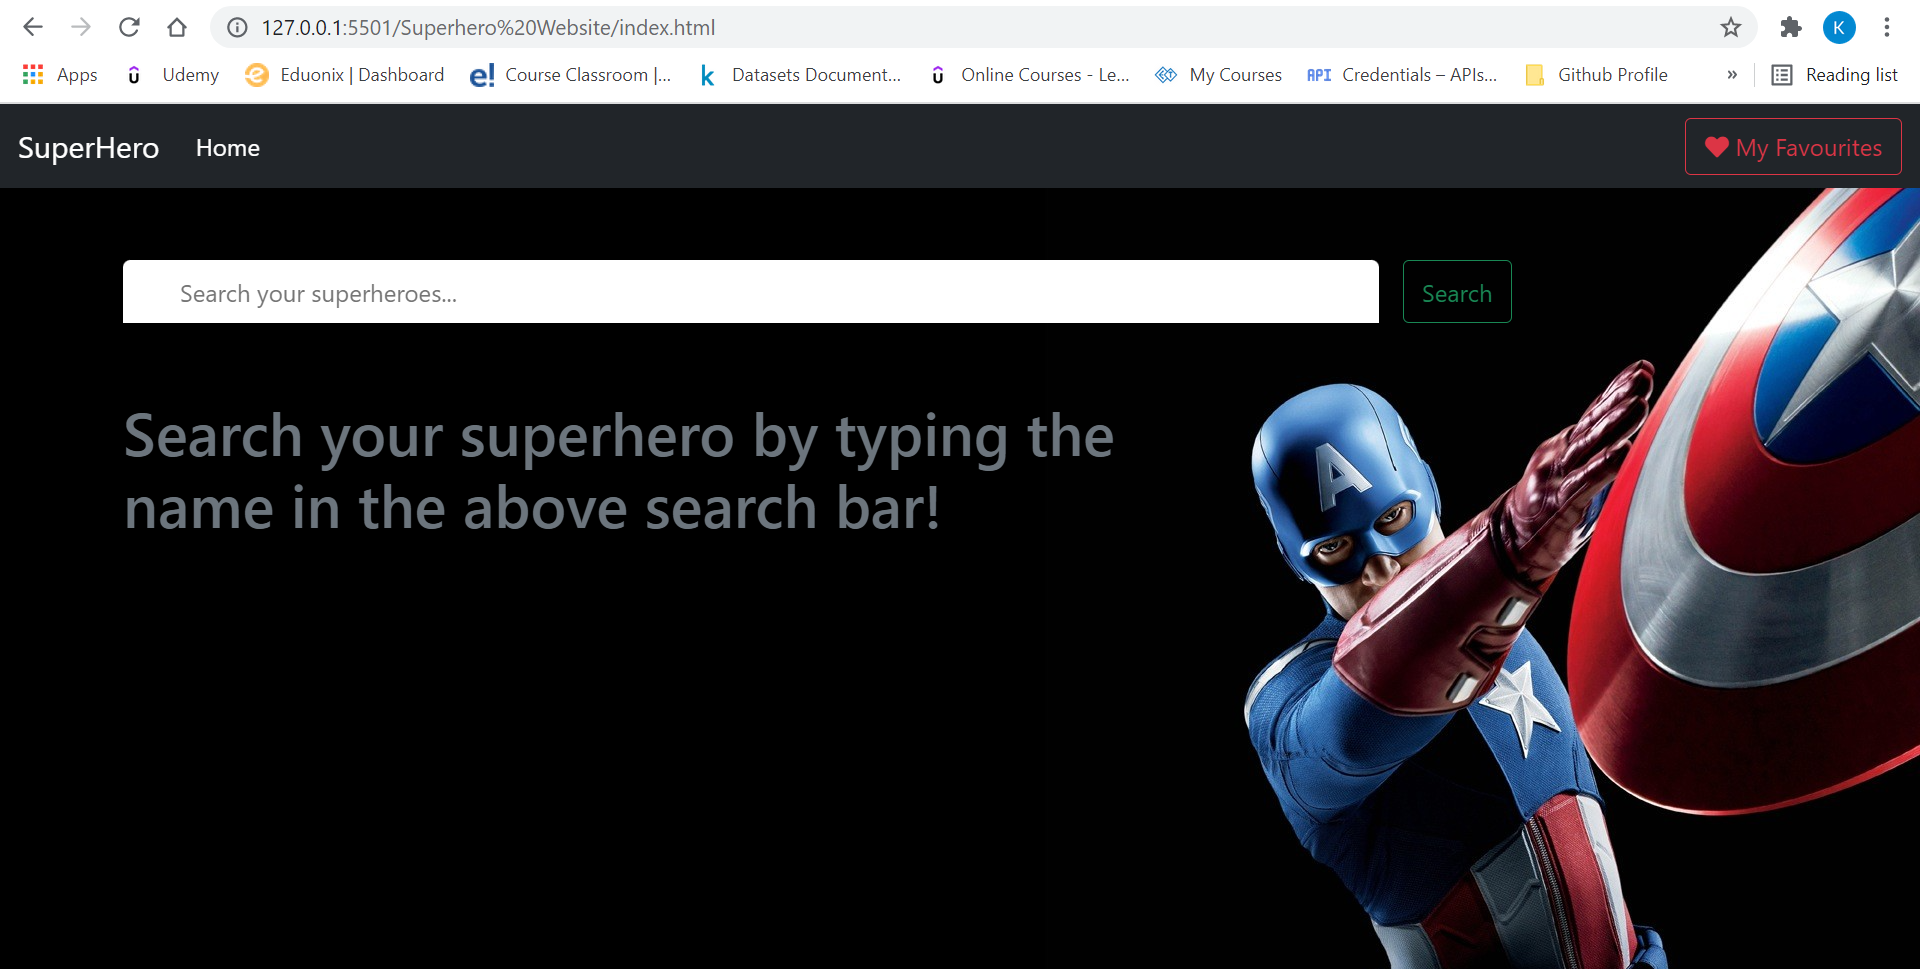 127.0.0.1:5501/Superhero%20Website/index.html
K
Apps Udemy Eduonix | Dashboard e! Course Classroom |... k Datasets Document... Online Courses - Le... My Courses API Credentials – APIs... Github Profile » Reading list
SuperHero Home My Favourites
Search your superheroes... Search
Search your superhero by typing the
name in the above search bar!
A